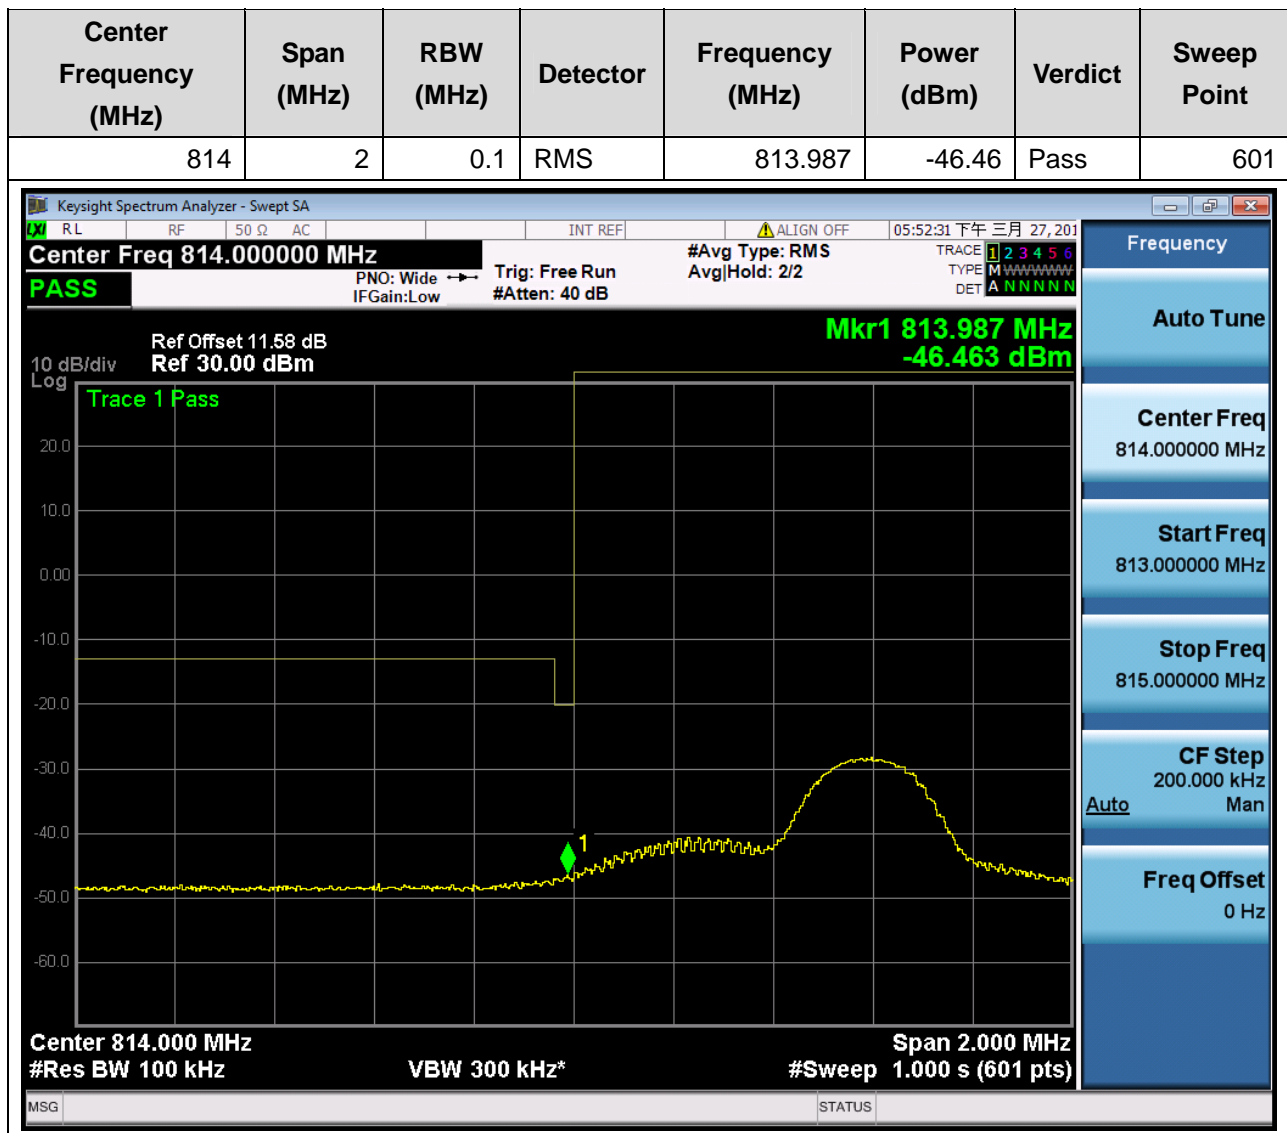 Center Frequency (MHz) Span (MHz) RBW (MHz) Detector Frequency (MHz) Power (dBm) Verdict Sweep Point
814 2 0.1 RMS 813.987 -46.46 Pass 601
Keysight Spectrum Analyzer - Swept SA
LXI RL RF 50 Ω AC INT REF ALIGN OFF 05:52:31 下午 三月 27, 201
Center Freq 814.000000 MHz
PASS
PNO: Wide
IFGain:Low
Trig: Free Run
#Atten: 40 dB
#Avg Type: RMS
Avg|Hold: 2/2
TRACE 1 2 3 4 5 6
TYPE M WWWWW
DET A N N N N N
Mkr1 813.987 MHz
-46.463 dBm
Ref Offset 11.58 dB
10 dB/div Ref 30.00 dBm
Log
Trace 1 Pass
20.0
10.0
0.00
-10.0
-20.0
-30.0
-40.0
-50.0
-60.0
1
Center 814.000 MHz
Span 2.000 MHz
#Res BW 100 kHz
VBW 300 kHz*
#Sweep 1.000 s (601 pts)
Frequency
Auto Tune
Center Freq
814.000000 MHz
Start Freq
813.000000 MHz
Stop Freq
815.000000 MHz
CF Step
200.000 kHz
Auto Man
Freq Offset
0 Hz
MSG STATUS